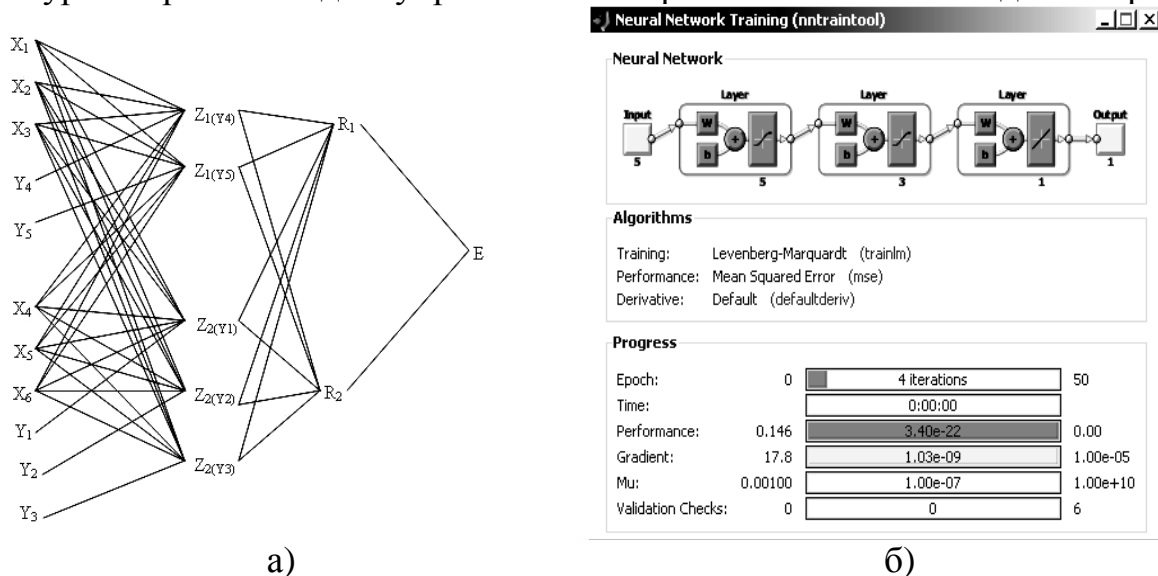 Neural Network Training (nntraintool)
X1
X2
X3
Y4
Y5
X4
X5
X6
Y1
Y2
Y3
Z1(Y4)
Z1(Y5)
Z2(Y1)
Z2(Y2)
Z2(Y3)
R1
R2
E
а)
Neural Network
Layer Layer Layer
Input Output
W W W
b b b
5 5 3 1 1
Algorithms
Training: Levenberg-Marquardt (trainlm)
Performance: Mean Squared Error (mse)
Derivative: Default (defaultderiv)
Progress
Epoch: 0 4 iterations 50
Time: 0:00:00
Performance: 0.146 3.40e-22 0.00
Gradient: 17.8 1.03e-09 1.00e-05
Mu: 0.00100 1.00e-07 1.00e+10
Validation Checks: 0 0 6
б)